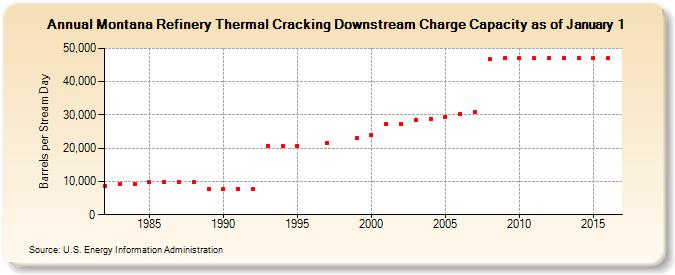 Annual Montana Refinery Thermal Cracking Downstream Charge Capacity as of January 1
Barrels per Stream Day
50,000
40,000
30,000
20,000
10,000
0
1985 1990 1995 2000 2005 2010 2015
Source: U.S. Energy Information Administration